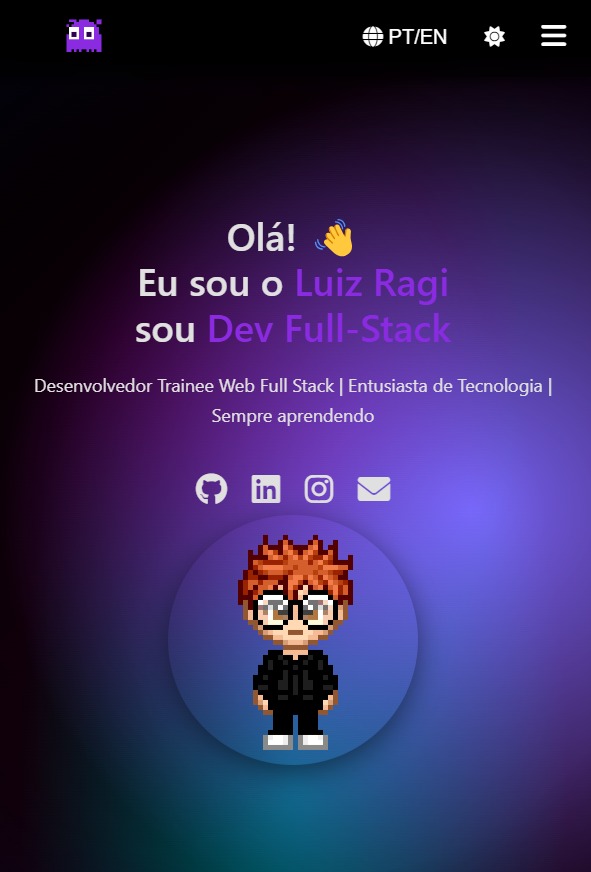 PT/EN
Olá! 👋
Eu sou o Luiz Ragi
sou Dev Full-Stack
Desenvolvedor Trainee Web Full Stack | Entusiasta de Tecnologia |
Sempre aprendendo